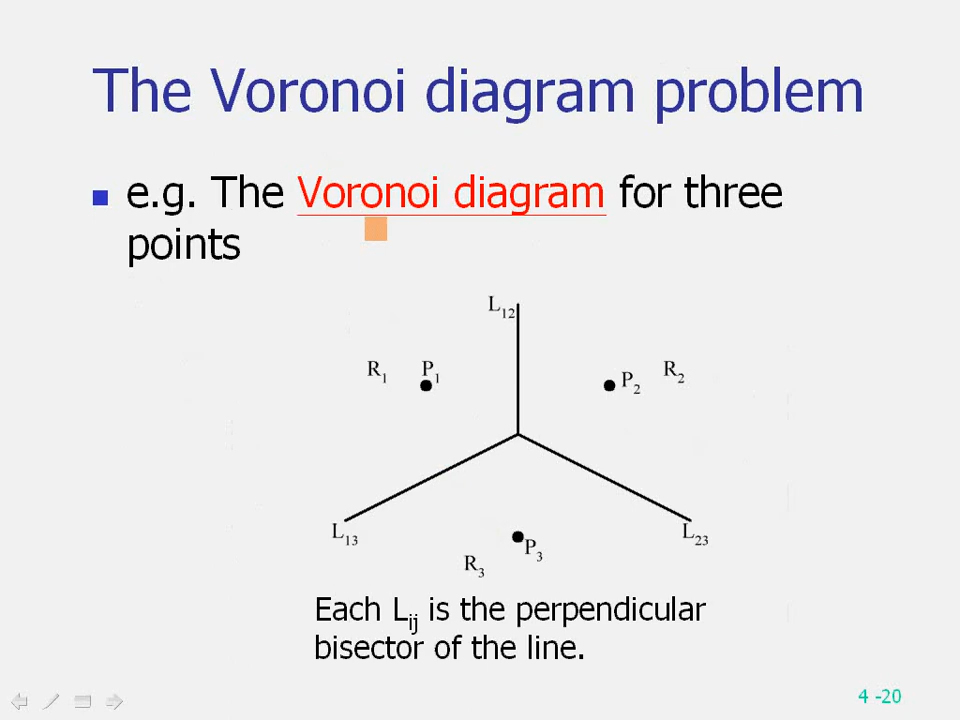 The Voronoi diagram problem
e.g. The Voronoi diagram for three
points
L12
R1 P1
P2 R2
L13
L23
P3
R3
Each Lij is the perpendicular
bisector of the line.
4 -20